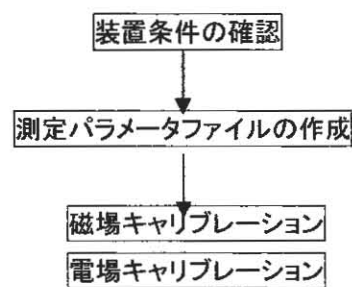 装置条件の確認
測定パラメータファイルの作成
磁場キャリブレーション
電場キャリブレーション